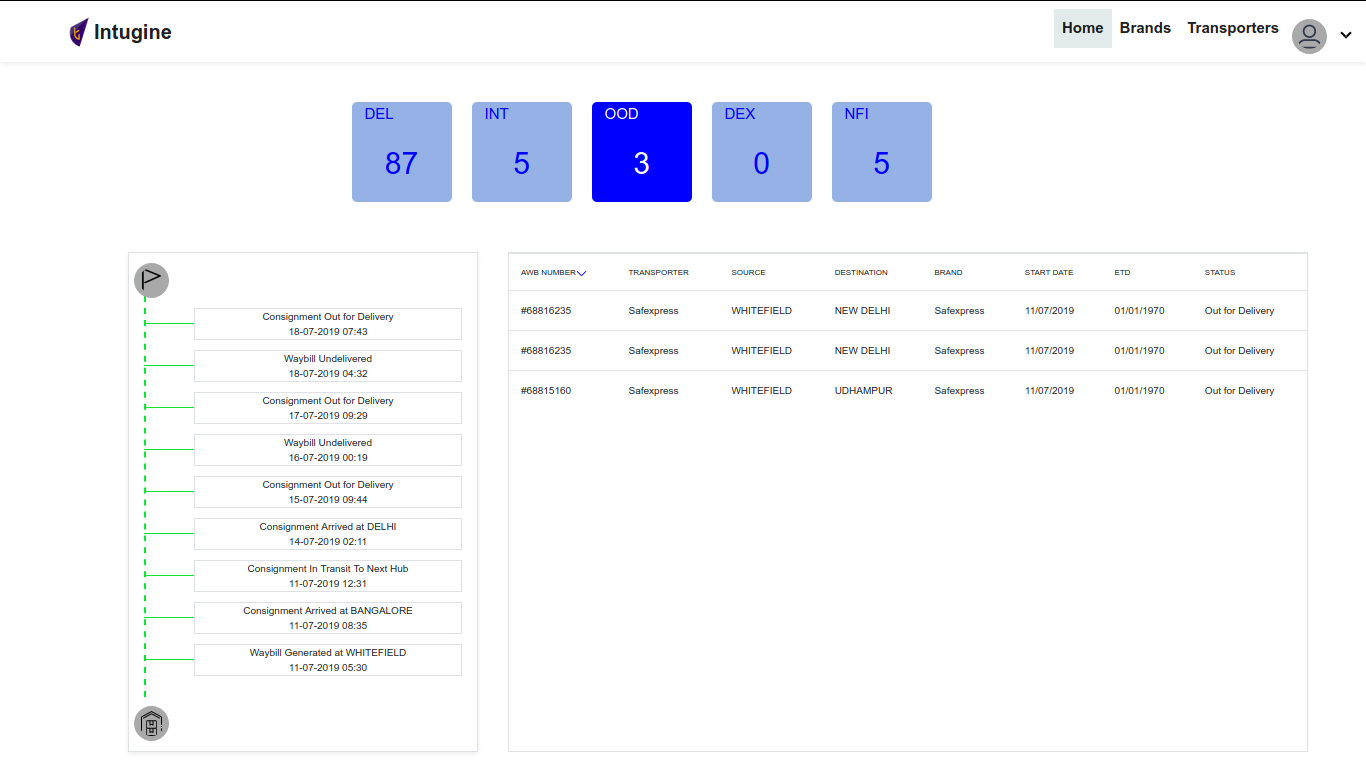 Intugine
Home Brands Transporters
DEL INT OOD DEX NFI
87 5 3 0 5
Consignment Out for Delivery
18-07-2019 07:43
Waybill Undelivered
18-07-2019 04:32
Consignment Out for Delivery
17-07-2019 09:29
Waybill Undelivered
16-07-2019 00:19
Consignment Out for Delivery
15-07-2019 09:44
Consignment Arrived at DELHI
14-07-2019 02:11
Consignment In Transit To Next Hub
11-07-2019 12:31
Consignment Arrived at BANGALORE
11-07-2019 08:35
Waybill Generated at WHITEFIELD
11-07-2019 05:30
AWB NUMBER TRANSPORTER SOURCE DESTINATION BRAND START DATE ETD STATUS
#68816235 Safexpress WHITEFIELD NEW DELHI Safexpress 11/07/2019 01/01/1970 Out for Delivery
#68816235 Safexpress WHITEFIELD NEW DELHI Safexpress 11/07/2019 01/01/1970 Out for Delivery
#68815160 Safexpress WHITEFIELD UDHAMPUR Safexpress 11/07/2019 01/01/1970 Out for Delivery